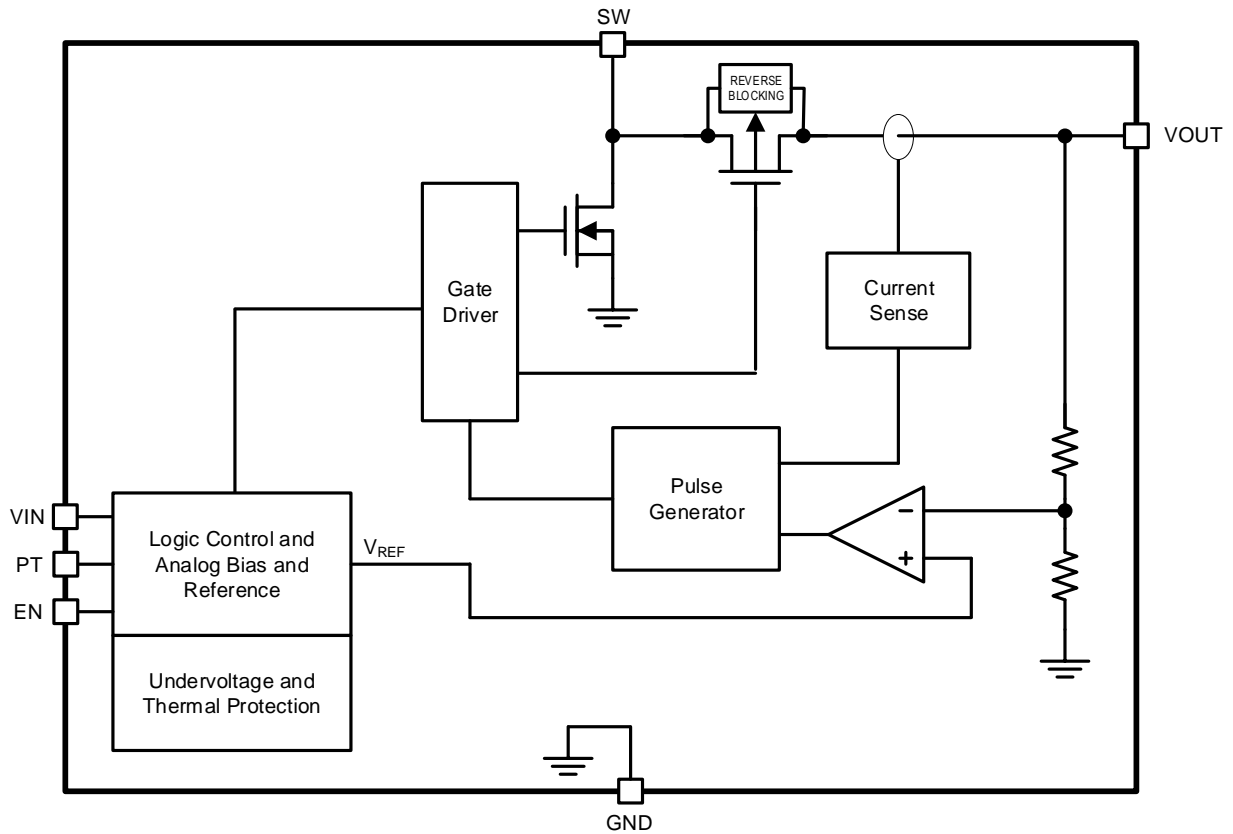 SW
REVERSE
BLOCKING
VOUT
Gate
Driver
Current
Sense
Pulse
Generator
-
+
VIN
PT
EN
Logic Control and
Analog Bias and
Reference
VREF
Undervoltage and
Thermal Protection
GND